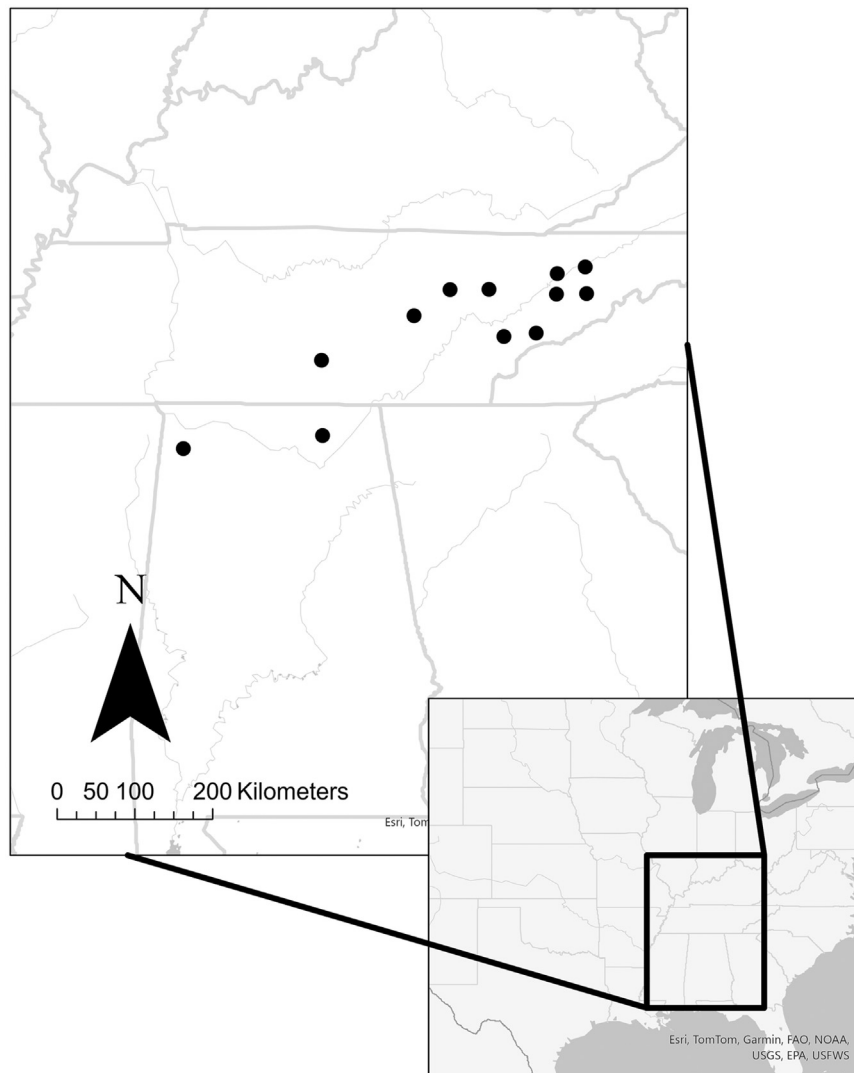 N
0 50 100 200 Kilometers
Esri, Tom
Esri, TomTom, Garmin, FAO, NOAA,
USGS, EPA, USFWS